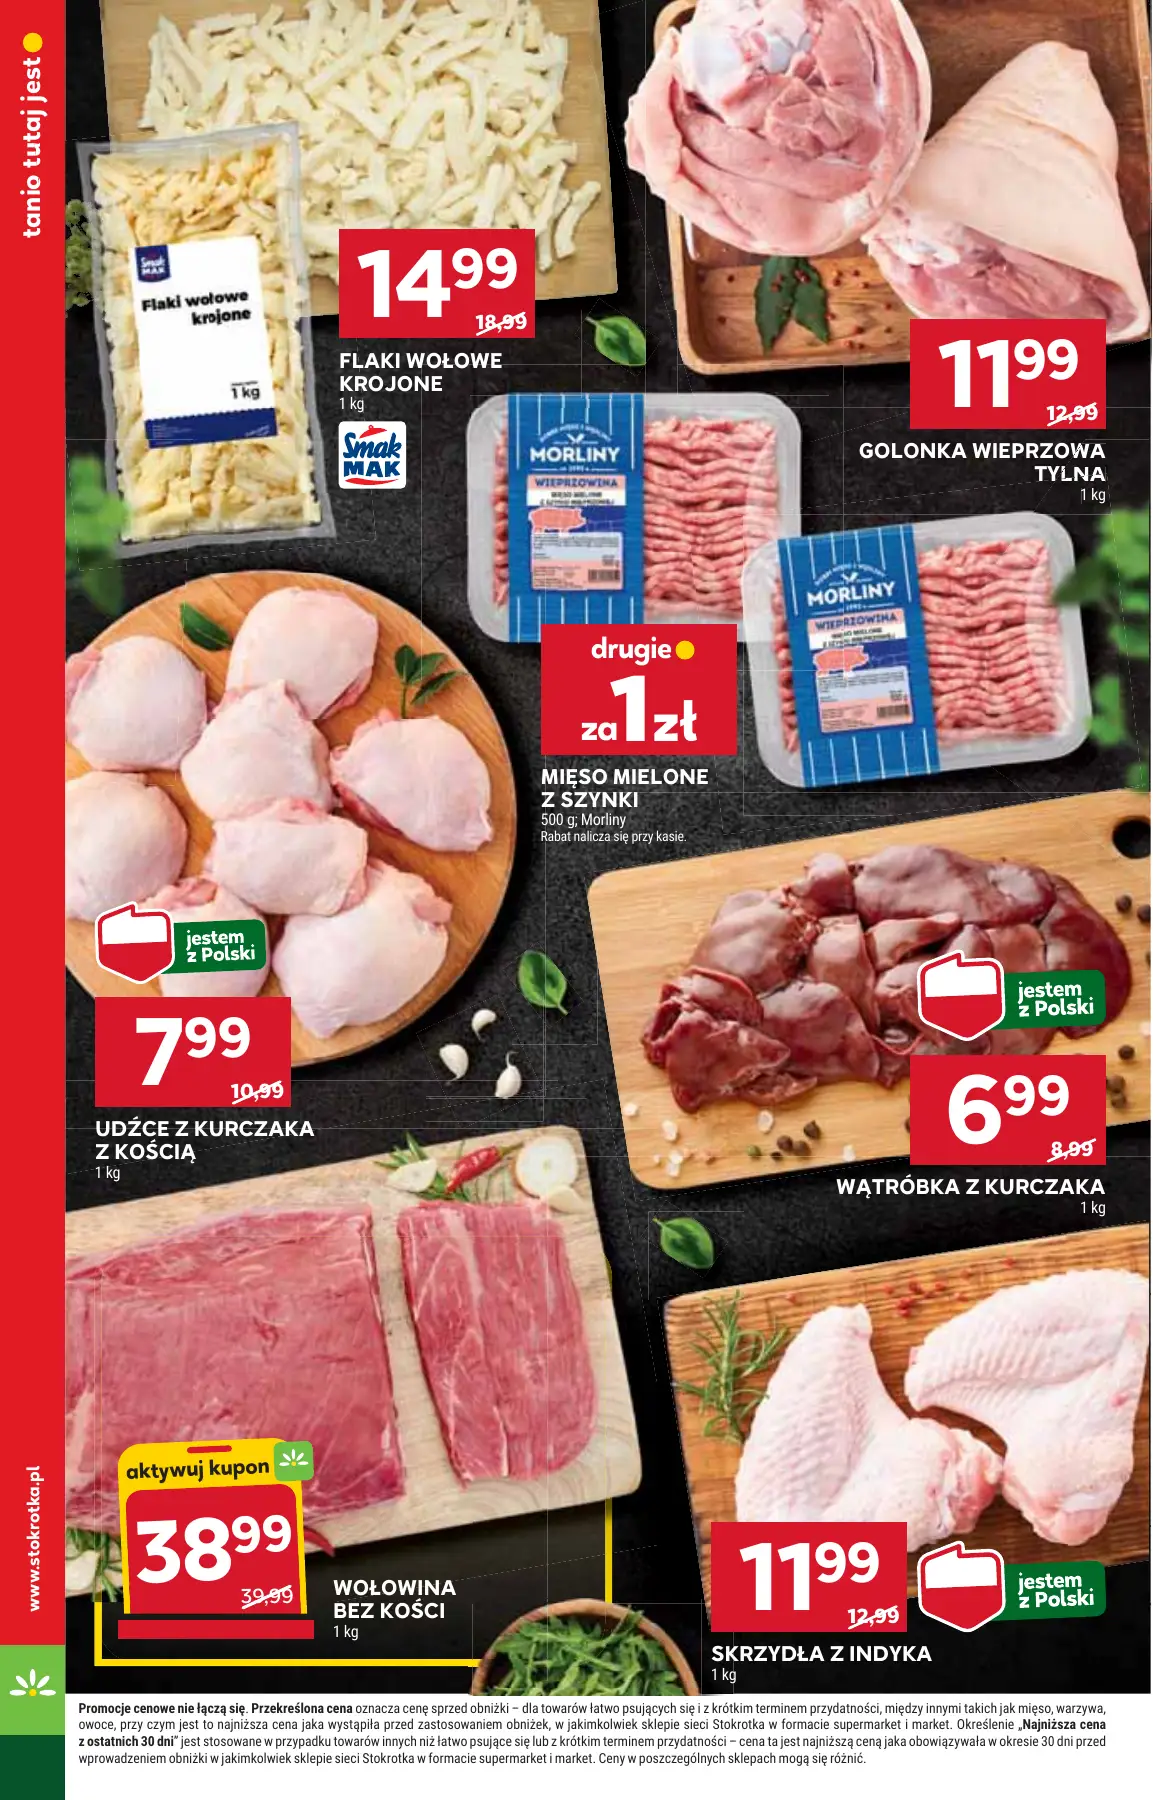 tanio tutaj jest
Smak
MAK
Flaki wołowe
krojone
1 kg
14 99
18,99
FLAKI WOŁOWE
KROJONE
1 kg
Smak
MAK
11 99
12,99
GOLONKA WIEPRZOWA
TYLNA
1 kg
MORLINY
WIEPRZOWINA
MIĘSO MIELONE
Z SZYNKI WIEPRZOWEJ
MORLINY
WIEPRZOWINA
MIĘSO MIELONE
Z SZYNKI WIEPRZOWEJ
drugie
za 1 zł
MIĘSO MIELONE
Z SZYNKI
500 g; Morliny
Rabat nalicza się przy kasie.
jestem
z Polski
7 99
10,99
UDŹCE Z KURCZAKA
Z KOŚCIĄ
1 kg
jestem
z Polski
6 99
8,99
WĄTRÓBKA Z KURCZAKA
1 kg
aktywuj kupon
38 99
39,99
WOŁOWINA
BEZ KOŚCI
1 kg
11 99
12,99
jestem
z Polski
SKRZYDŁA Z INDYKA
1 kg
www.stokrotka.pl
Promocje cenowe nie łączą się. Przekreślona cena oznacza cenę sprzed obniżki – dla towarów łatwo psujących się i z krótkim terminem przydatności, między innymi takich jak mięso, warzywa,
owoce, przy czym jest to najniższa cena jaka wystąpiła przed zastosowaniem obniżek, w jakimkolwiek sklepie sieci Stokrotka w formacie supermarket i market. Określenie „Najniższa cena
z ostatnich 30 dni” jest stosowane w przypadku towarów innych niż łatwo psujące się lub z krótkim terminem przydatności – cena ta jest najniższą ceną jaka obowiązywała w okresie 30 dni przed
wprowadzeniem obniżki w jakimkolwiek sklepie sieci Stokrotka w formacie supermarket i market. Ceny w poszczególnych sklepach mogą się różnić.